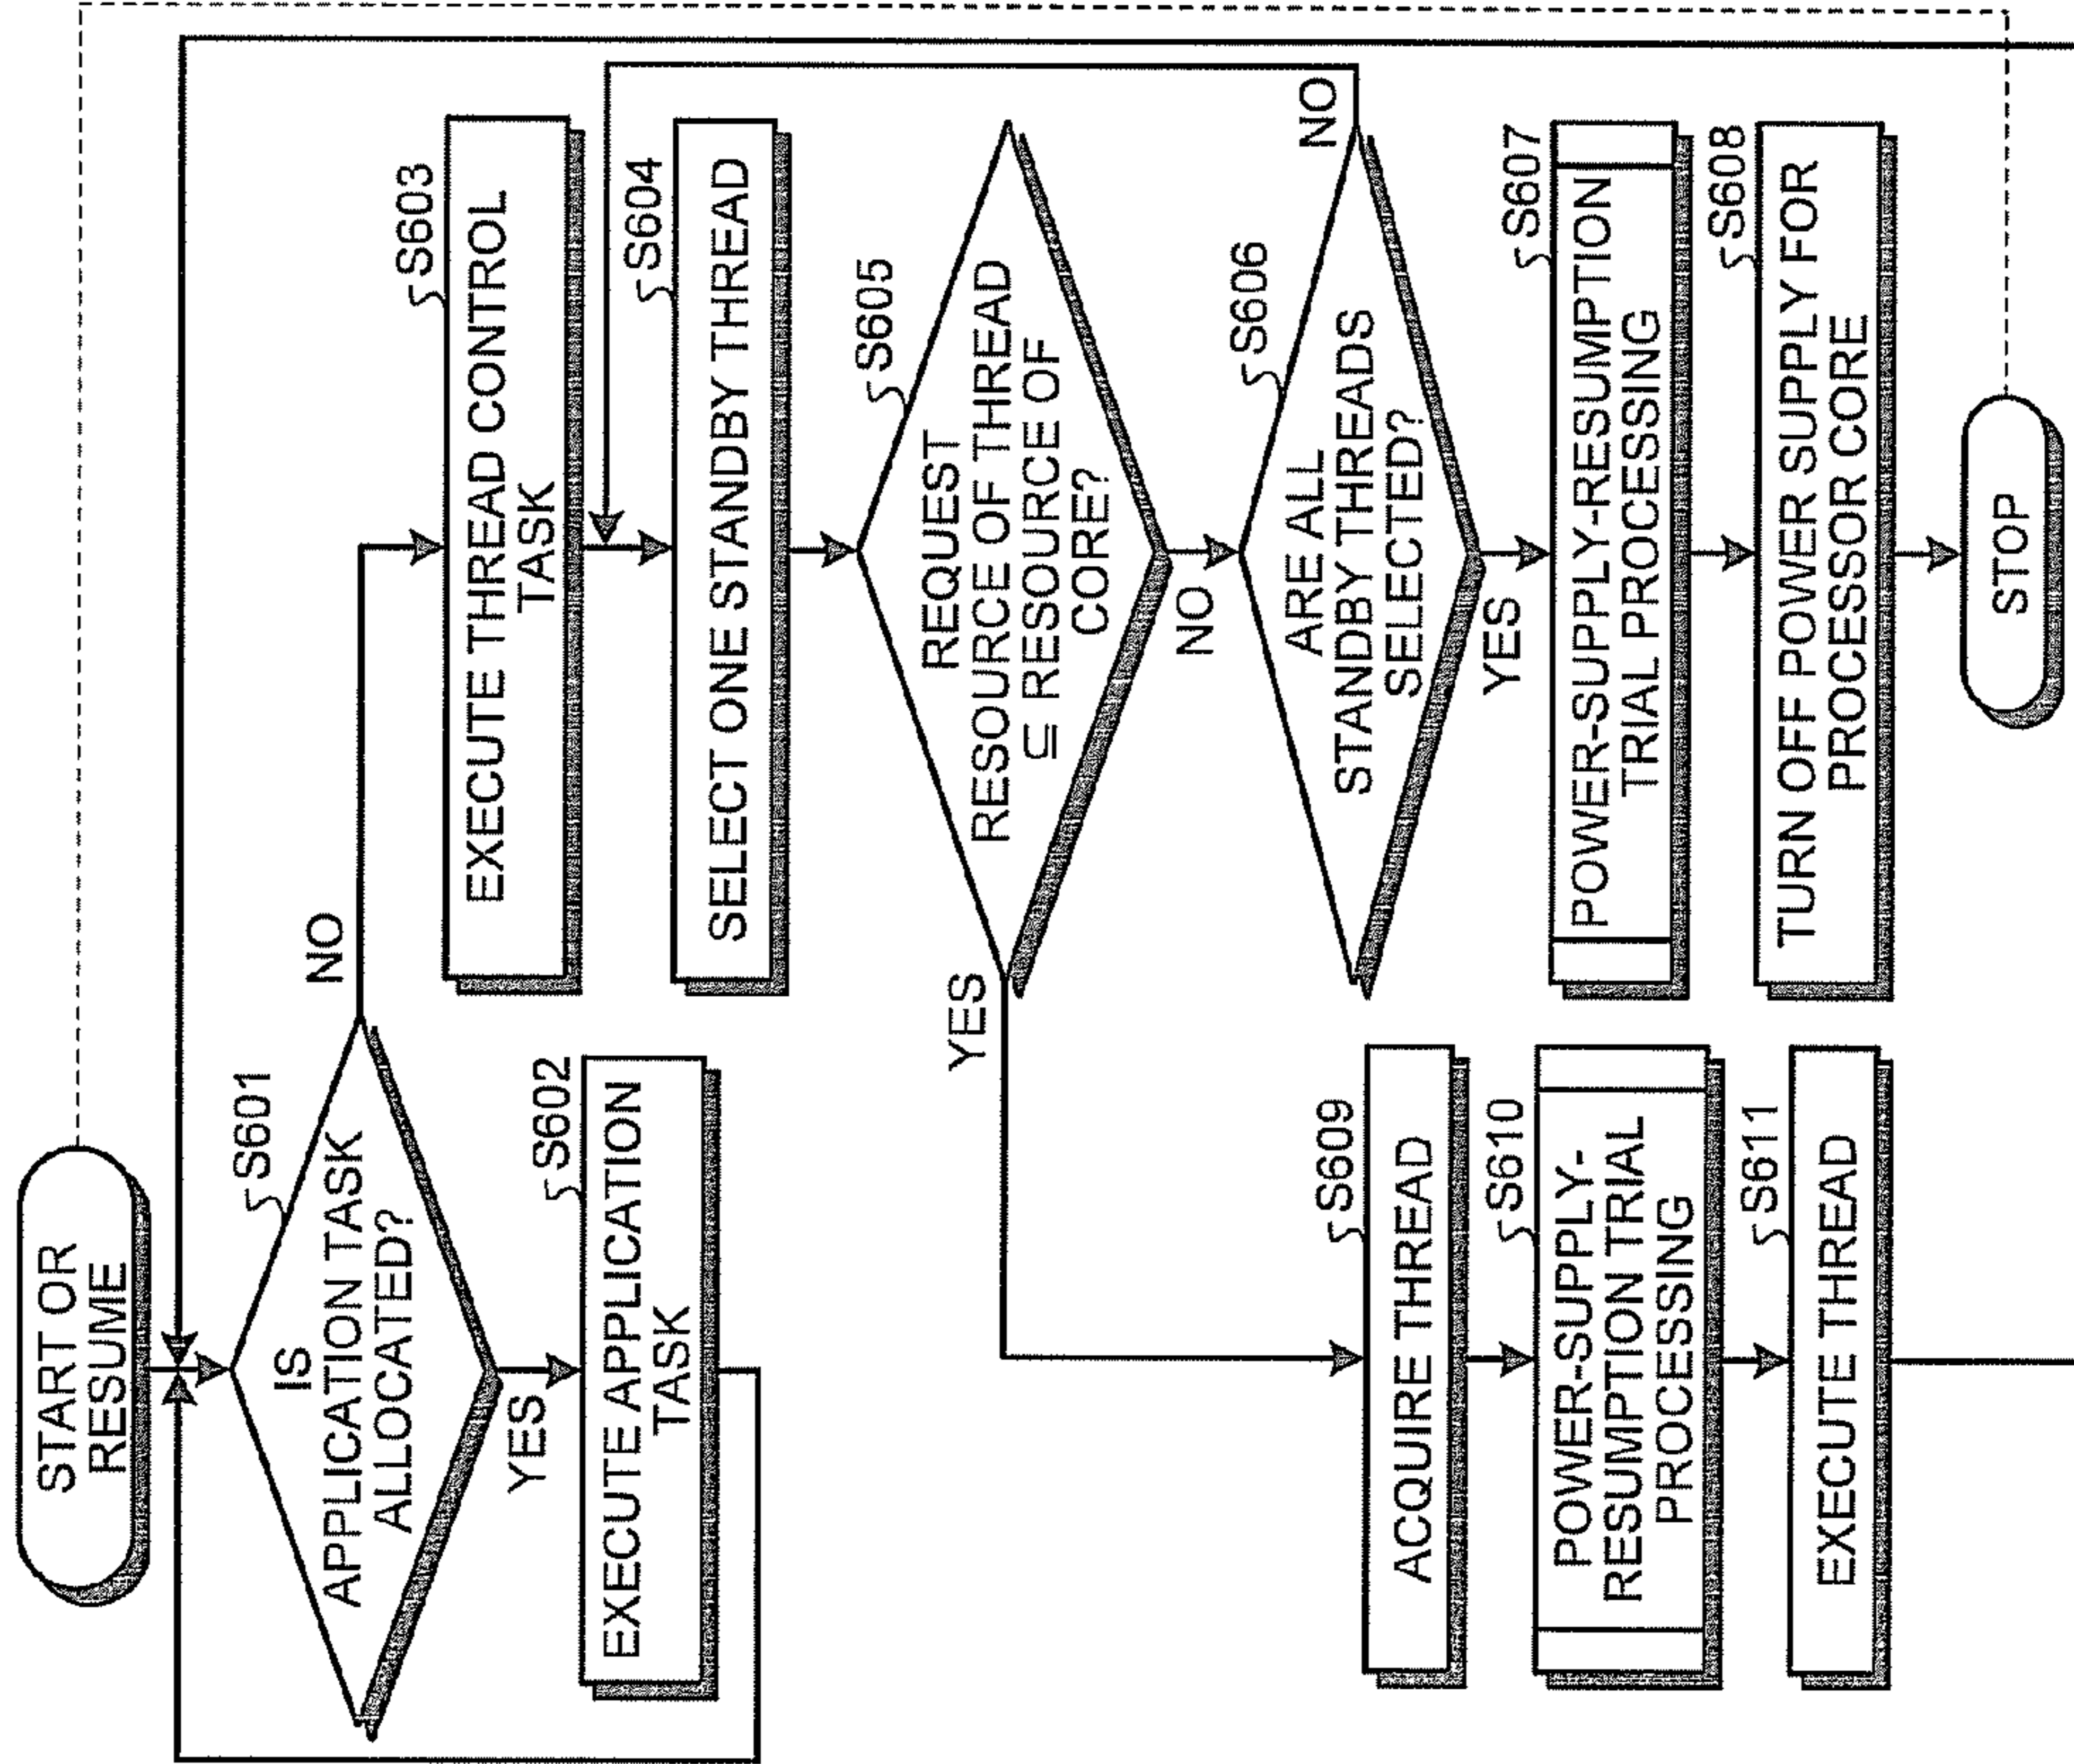 START OR
RESUME
S601
IS
APPLICATION TASK
ALLOCATED?
NO
YES
S602
EXECUTE APPLICATION
TASK
S603
EXECUTE THREAD CONTROL
TASK
S604
SELECT ONE STANDBY THREAD
S605
REQUEST
RESOURCE OF THREAD
⊆ RESOURCE OF
CORE?
YES
NO
S606
ARE ALL
STANDBY THREADS
SELECTED?
NO
YES
S607
POWER-SUPPLY-RESUMPTION
TRIAL PROCESSING
S608
TURN OFF POWER SUPPLY FOR
PROCESSOR CORE
STOP
S609
ACQUIRE THREAD
S610
POWER-SUPPLY-
RESUMPTION TRIAL
PROCESSING
S611
EXECUTE THREAD